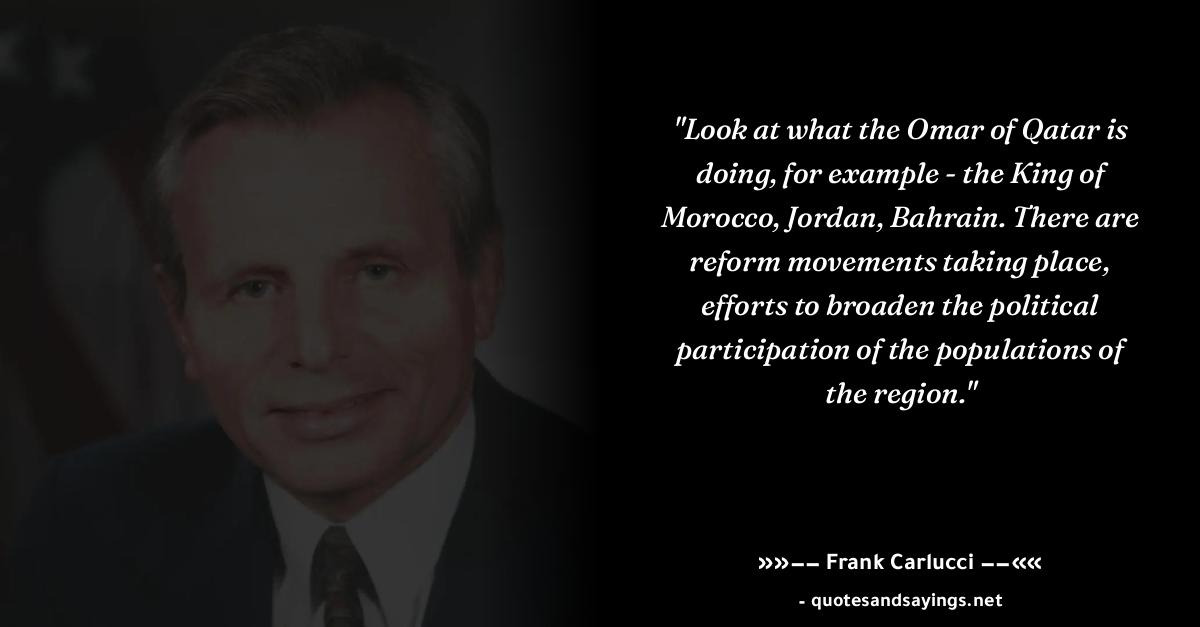 "Look at what the Omar of Qatar is
doing, for example - the King of
Morocco, Jordan, Bahrain. There are
reform movements taking place,
efforts to broaden the political
participation of the populations of
the region."
»»–– Frank Carlucci ––««
- quotesandsayings.net